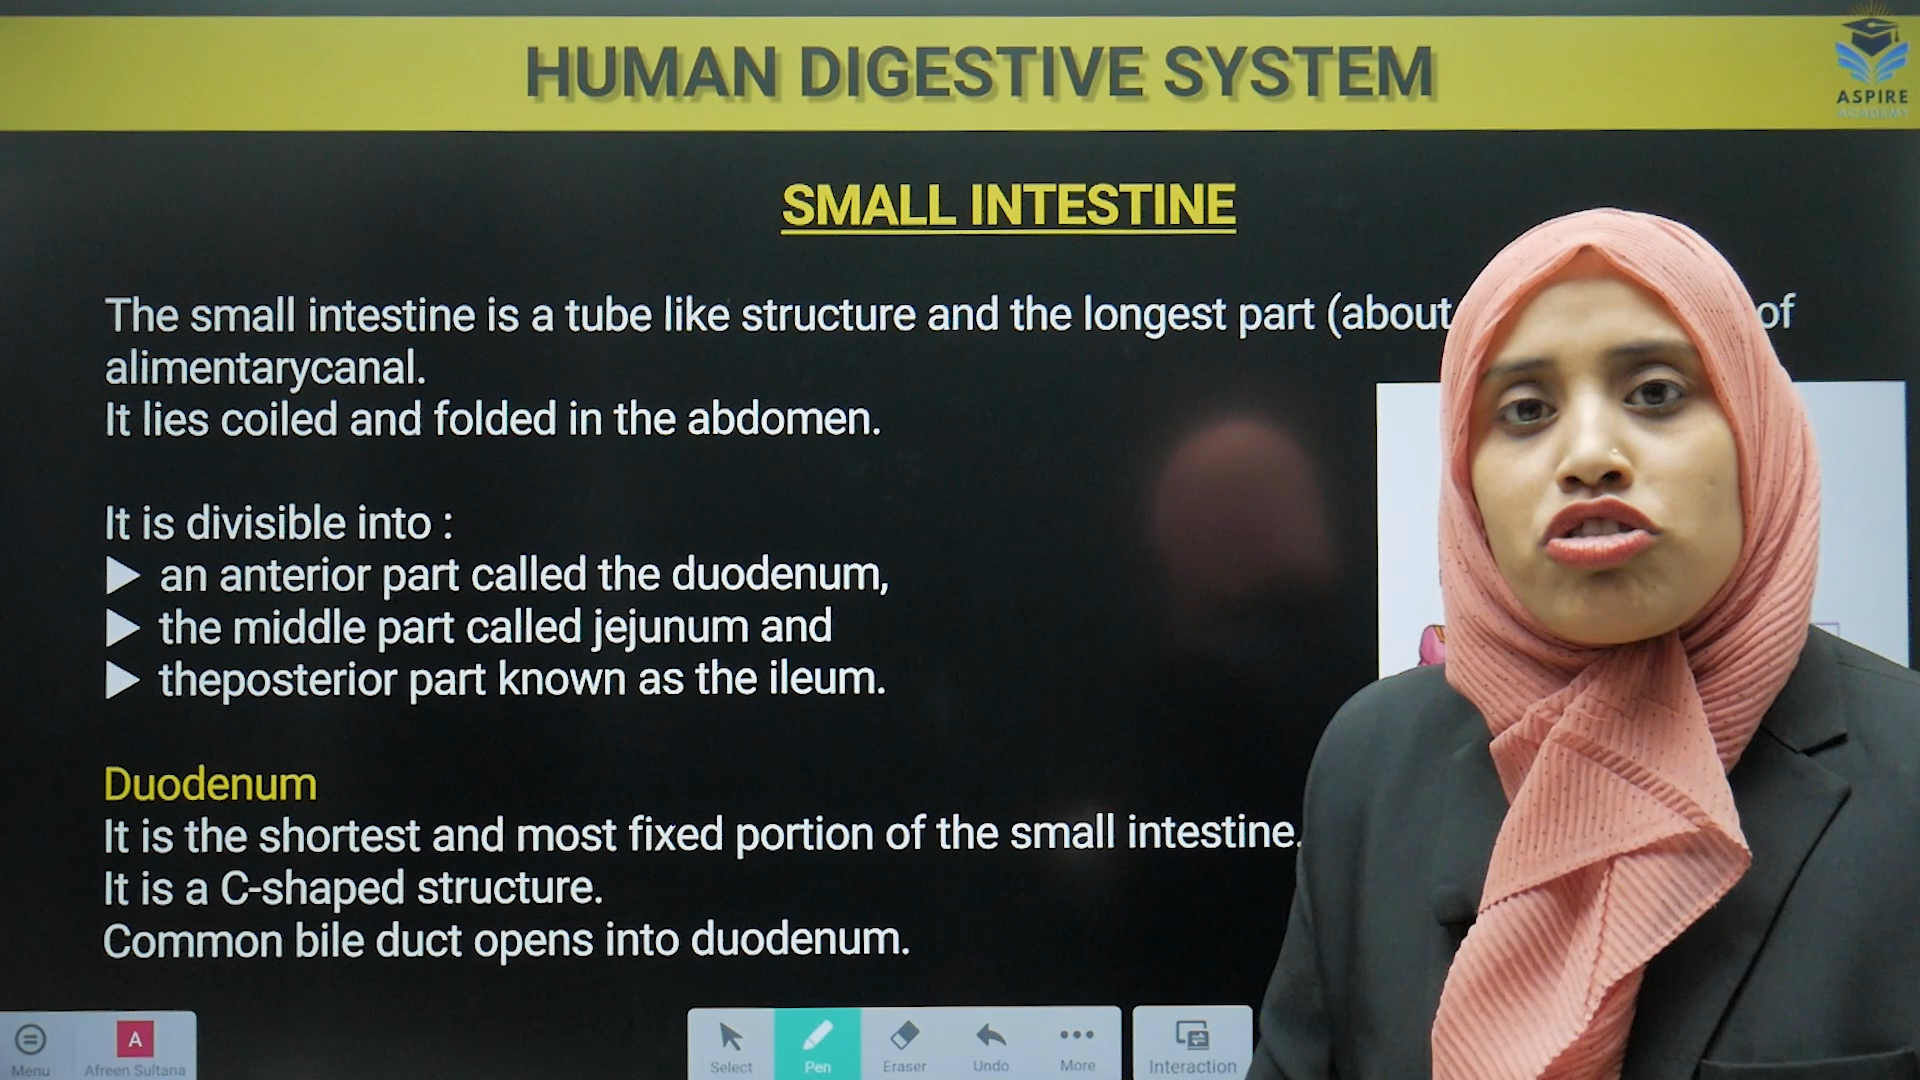 HUMAN DIGESTIVE SYSTEM
ASPIRE
ACADEMY
SMALL INTESTINE
The small intestine is a tube like structure and the longest part (about of
alimentarycanal.
It lies coiled and folded in the abdomen.
It is divisible into :
an anterior part called the duodenum,
the middle part called jejunum and
theposterior part known as the ileum.
Duodenum
It is the shortest and most fixed portion of the small intestine.
It is a C-shaped structure.
Common bile duct opens into duodenum.
A
Menu
Afreen Sultana
Select
Pen
Eraser
Undo
More
Interaction